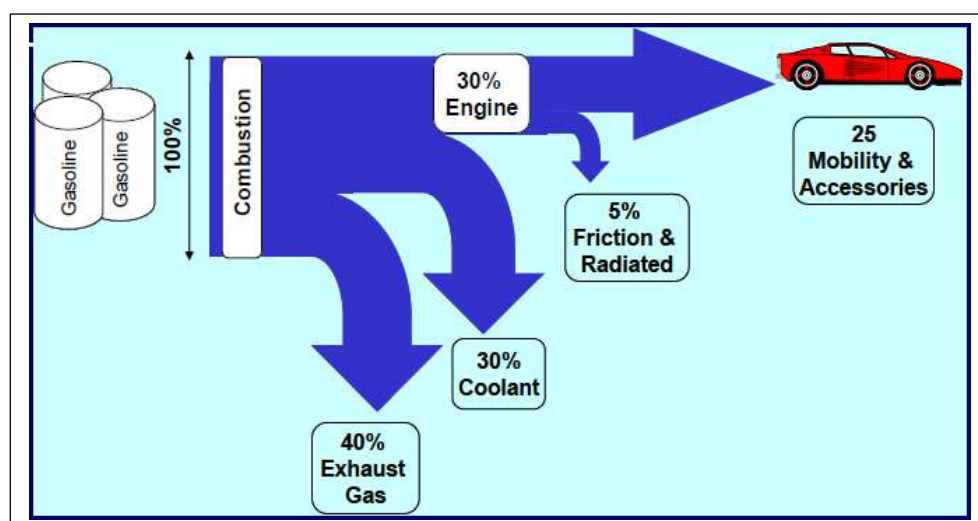 Gasoline
Gasoline
100%
Combustion
30%
Engine
25
Mobility &
Accessories
5%
Friction &
Radiated
30%
Coolant
40%
Exhaust
Gas